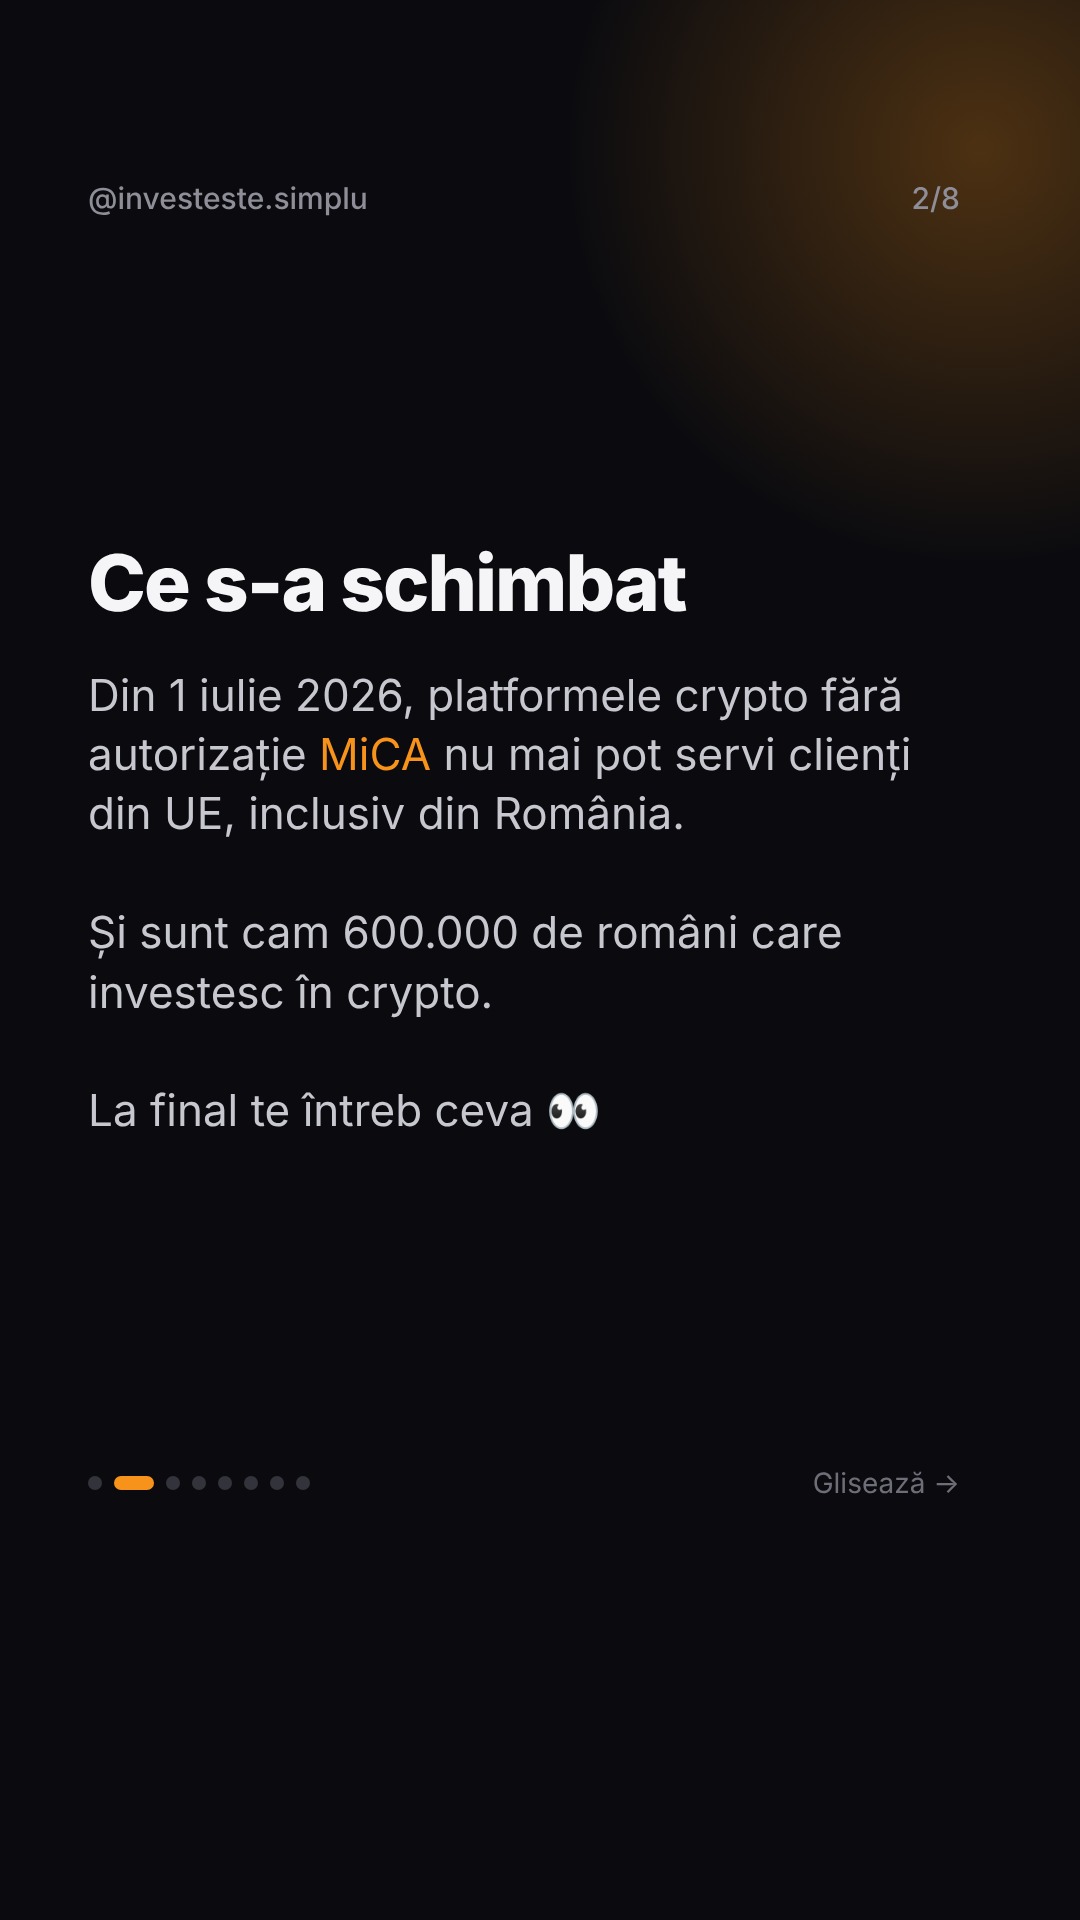 @investeste.simplu
2/8
Ce s-a schimbat
Din 1 iulie 2026, platformele crypto fără
autorizație MiCA nu mai pot servi clienți
din UE, inclusiv din România.
Și sunt cam 600.000 de români care
investesc în crypto.
La final te întreb ceva 👀
Glisează →